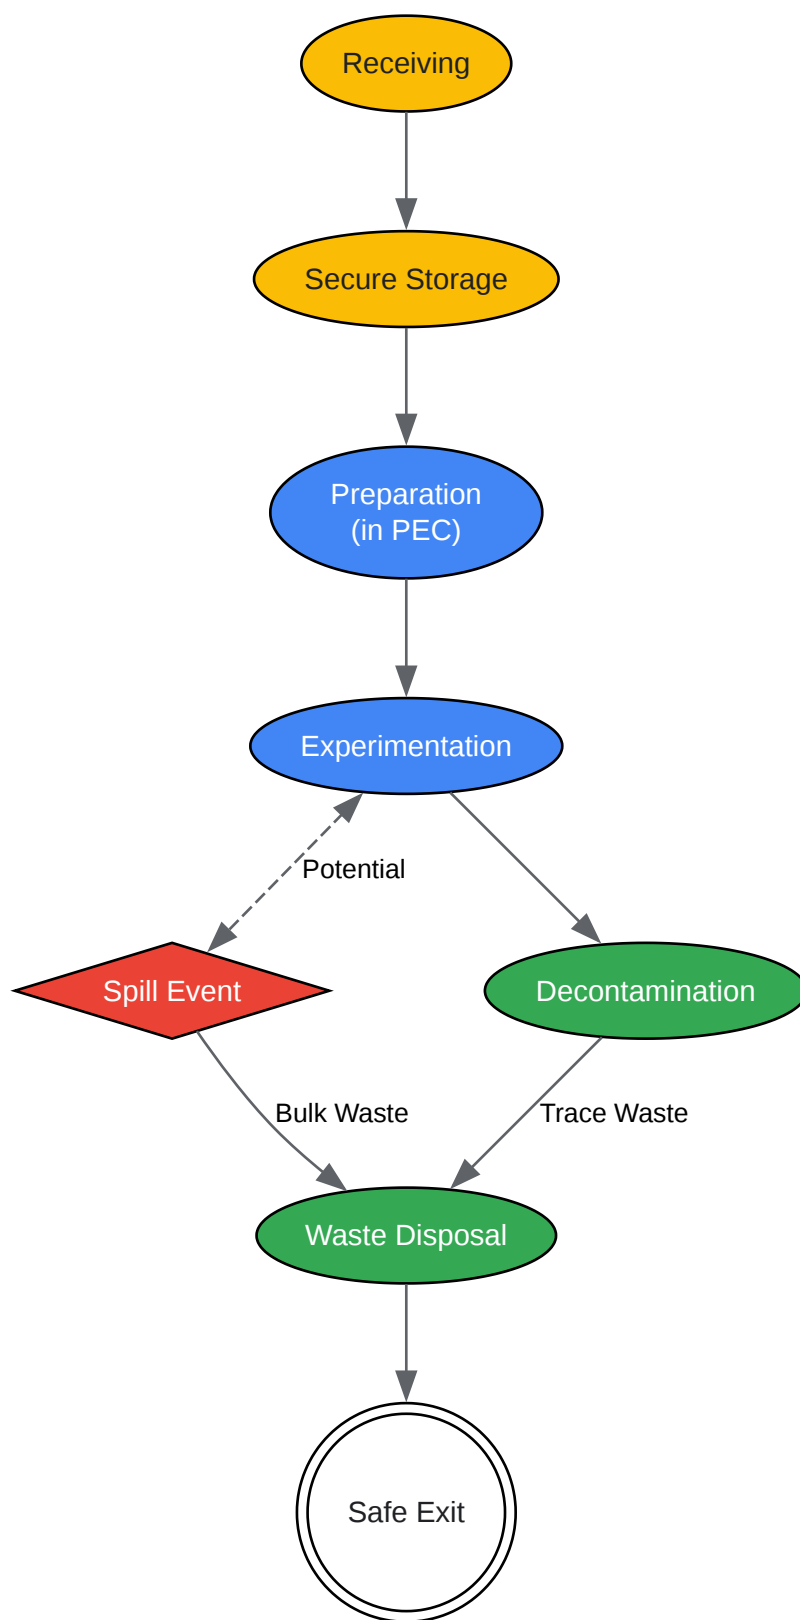 Receiving
Secure Storage
Preparation
(in PEC)
Experimentation
Potential
Spill Event
Decontamination
Bulk Waste
Trace Waste
Waste Disposal
Safe Exit